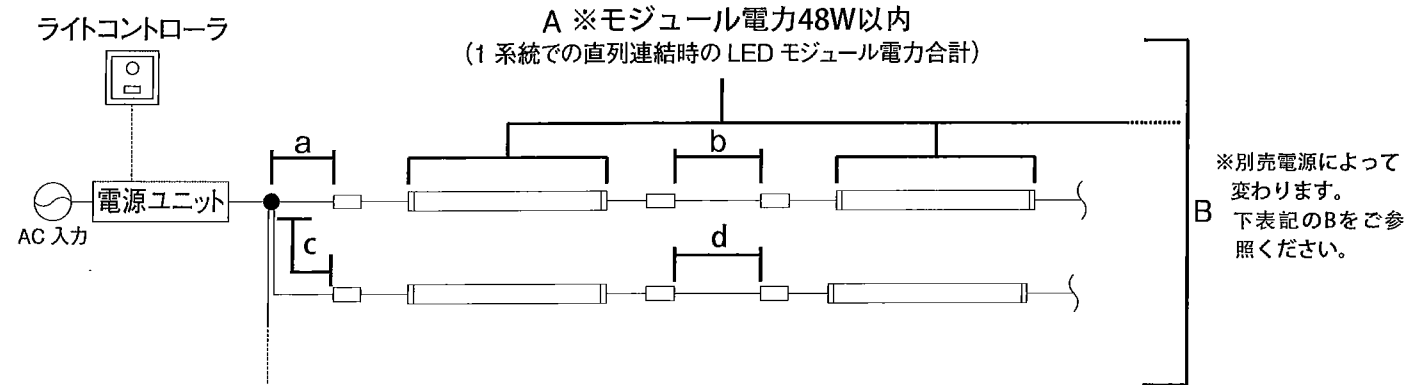 ライトコントローラ
A ※モジュール電力48W以内
(1 系統での直列連結時の LED モジュール電力合計)
a
b
電源ユニット
AC 入力
c
d
B
※別売電源によって
変わります。
下表記のBをご参
照ください。